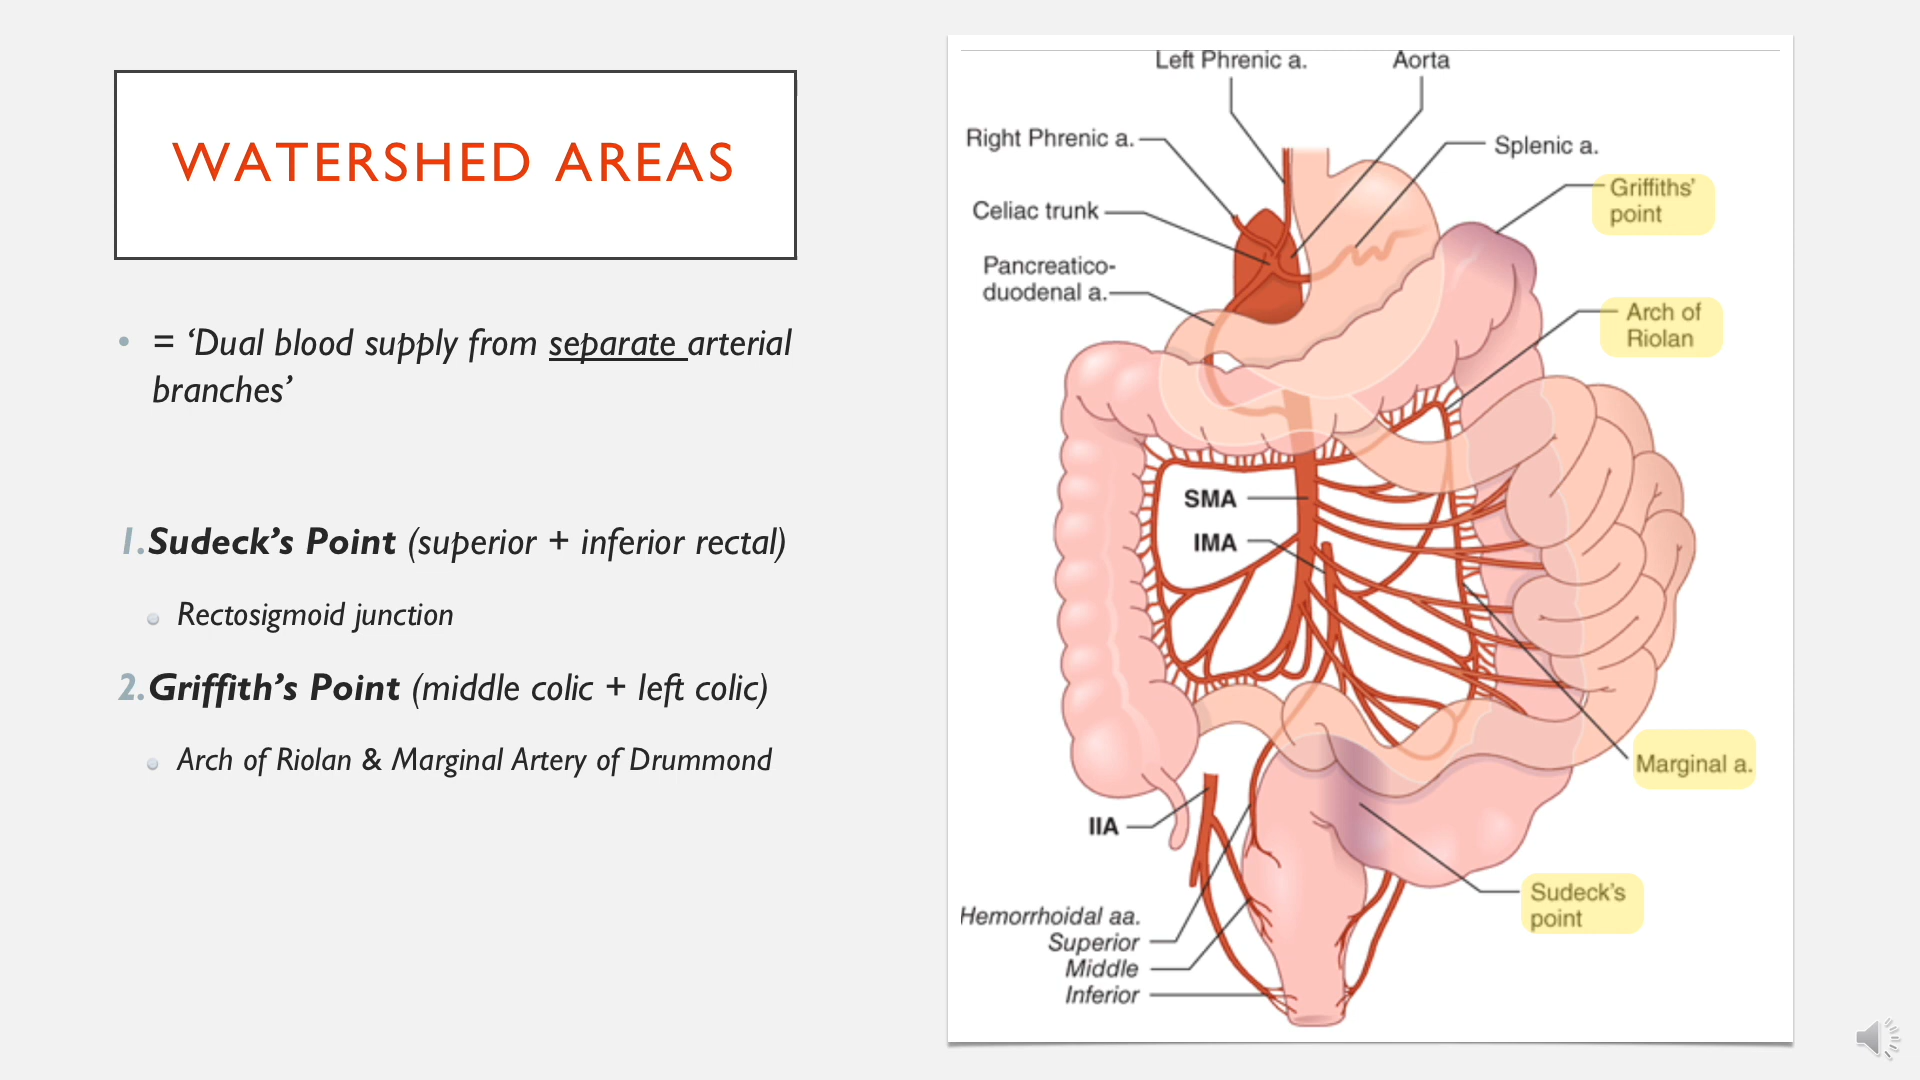 WATERSHED AREAS
• = ‘Dual blood supply from separate arterial
branches’
1. Sudeck’s Point (superior + inferior rectal)
Rectosigmoid junction
2. Griffith’s Point (middle colic + left colic)
Arch of Riolan & Marginal Artery of Drummond
Left Phrenic a.
Aorta
Right Phrenic a.
Splenic a.
Griffiths’
point
Celiac trunk
Pancreatico-
duodenal a.
Arch of
Riolan
SMA
IMA
Marginal a.
IIA
Sudeck’s
point
Hemorrhoidal aa.
Superior
Middle
Inferior